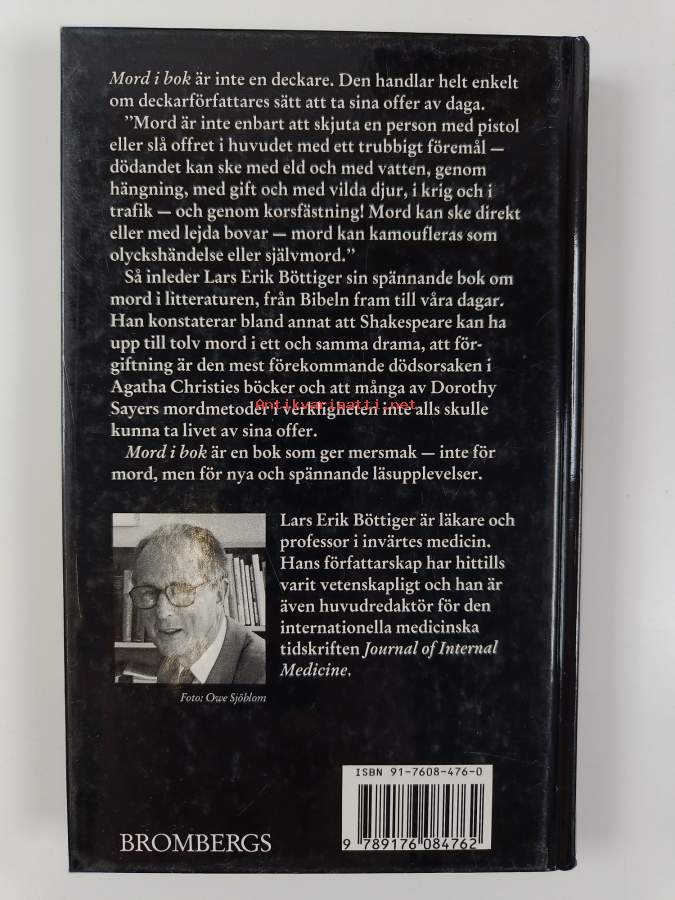 Mord i bok är inte en deckare. Den handlar helt enkelt
om deckarförfattares sätt att ta sina offer av daga.
”Mord är inte enbart att skjuta en person med pistol
eller slå offret i huvudet med ett trubbigt föremål —
dödandet kan ske med eld och med vatten, genom
hängning, med gift och med vilda djur, i krig och i
trafik — och genom korsfästning! Mord kan ske direkt
eller med lejda bovar — mord kan kamoufleras som
olyckshändelse eller självmord.”
Så inleder Lars Erik Böttiger sin spännande bok om
mord i litteraturen, från Bibeln fram till våra dagar.
Han konstaterar bland annat att Shakespeare kan ha
upp till tolv mord i ett och samma drama, att för-
giftning är den mest förekommande dödsorsaken i
Agatha Christies böcker och att många av Dorothy
Sayers mordmetoder i verkligheten inte alls skulle
Antikvariaatti.net
kunna ta livet av sina offer.
Mord i bok är en bok som ger mersmak — inte för
mord, men för nya och spännande läsupplevelser.
Lars Erik Böttiger är läkare och
professor i invärtes medicin.
Hans författarskap har hittills
varit vetenskapligt och han är
även huvudredaktör för den
internationella medicinska
tidskriften Journal of Internal
Medicine.
Foto: Owe Sjöblom
ISBN 91-7608-476-0
9 789176 084762
BROMBERGS